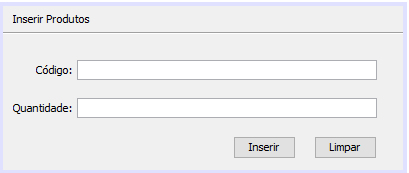 Inserir Produtos
Código:
Quantidade:
Inserir Limpar